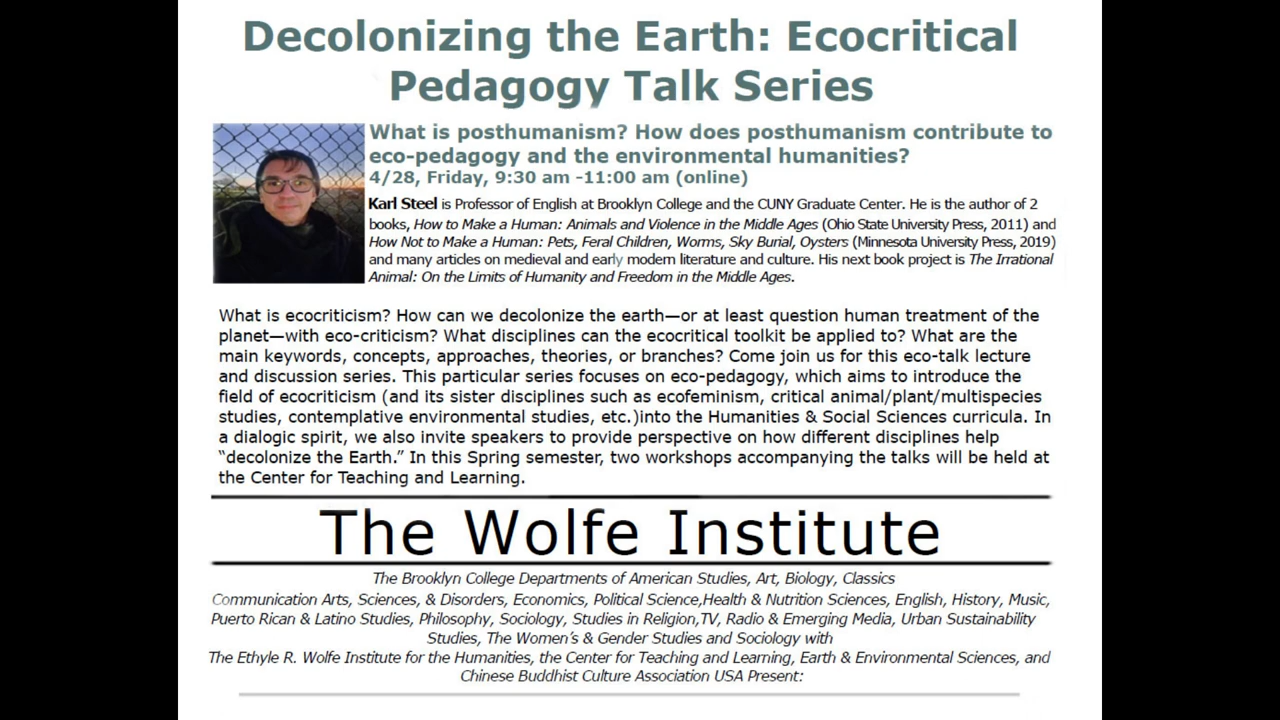 Decolonizing the Earth: Ecocritical
Pedagogy Talk Series
What is posthumanism? How does posthumanism contribute to
eco-pedagogy and the environmental humanities?
4/28, Friday, 9:30 am -11:00 am (online)
Karl Steel is Professor of English at Brooklyn College and the CUNY Graduate Center. He is the author of 2
books, How to Make a Human: Animals and Violence in the Middle Ages (Ohio State University Press, 2011) and
How Not to Make a Human: Pets, Feral Children, Worms, Sky Burial, Oysters (Minnesota University Press, 2019)
and many articles on medieval and early modern literature and culture. His next book project is The Irrational
Animal: On the Limits of Humanity and Freedom in the Middle Ages.
What is ecocriticism? How can we decolonize the earth—or at least question human treatment of the
planet—with eco-criticism? What disciplines can the ecocritical toolkit be applied to? What are the
main keywords, concepts, approaches, theories, or branches? Come join us for this eco-talk lecture
and discussion series. This particular series focuses on eco-pedagogy, which aims to introduce the
field of ecocriticism (and its sister disciplines such as ecofeminism, critical animal/plant/multispecies
studies, contemplative environmental studies, etc.)into the Humanities & Social Sciences curricula. In
a dialogic spirit, we also invite speakers to provide perspective on how different disciplines help
“decolonize the Earth.” In this Spring semester, two workshops accompanying the talks will be held at
the Center for Teaching and Learning.
The Wolfe Institute
The Brooklyn College Departments of American Studies, Art, Biology, Classics
Communication Arts, Sciences, & Disorders, Economics, Political Science,Health & Nutrition Sciences, English, History, Music,
Puerto Rican & Latino Studies, Philosophy, Sociology, Studies in Religion,TV, Radio & Emerging Media, Urban Sustainability
Studies, The Women's & Gender Studies and Sociology with
The Ethyle R. Wolfe Institute for the Humanities, the Center for Teaching and Learning, Earth & Environmental Sciences, and
Chinese Buddhist Culture Association USA Present: